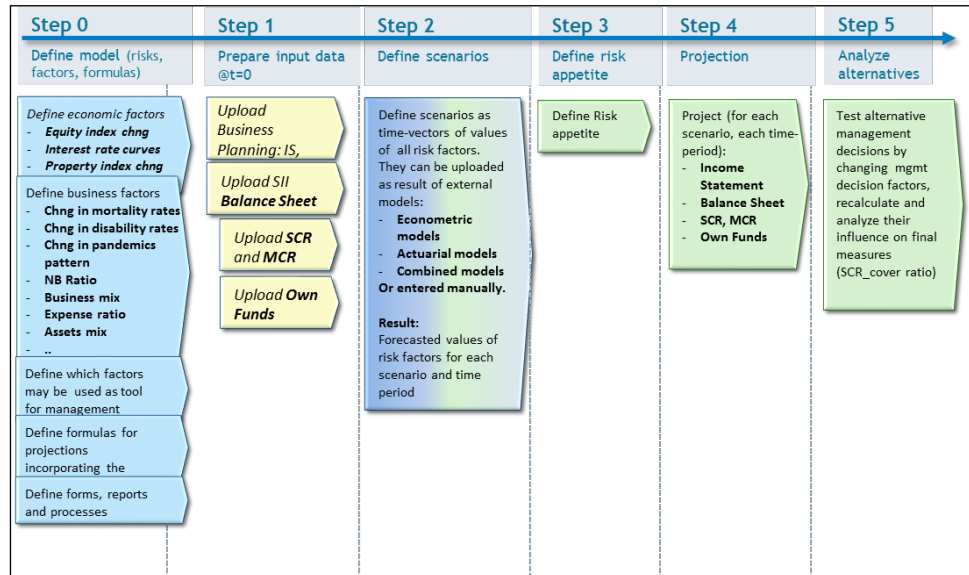 Step 0
Define model (risks,
factors, formulas)
Define economic factors
- Equity index chng
- Interest rate curves
- Property index chng
Define business factors
- Chng in mortality rates
- Chng in disability rates
- Chng in pandemics
pattern
- NB Ratio
- Business mix
- Expense ratio
- Assets mix
- ..
Define which factors
may be used as tool
for management
Define formulas for
projections
incorporating the
Define forms, reports
and processes
Step 1
Prepare input data
@t=0
Upload
Business
Planning: IS,
Upload SII
Balance Sheet
Upload SCR
and MCR
Upload Own
Funds
Step 2
Define scenarios
Define scenarios as
time-vectors of values
of all risk factors.
They can be uploaded
as result of external
models:
- Econometric
models
- Actuarial models
- Combined models
Or entered manually.
Result:
Forecasted values of
risk factors for each
scenario and time
period
Step 3
Define risk
appetite
Define Risk
appetite
Step 4
Projection
Project (for each
scenario, each time-
period):
- Income
Statement
- Balance Sheet
- SCR, MCR
- Own Funds
Step 5
Analyze
alternatives
Test alternative
management
decisions by
changing mgmt
decision factors,
recalculate and
analyze their
influence on final
measures
(SCR_cover ratio)